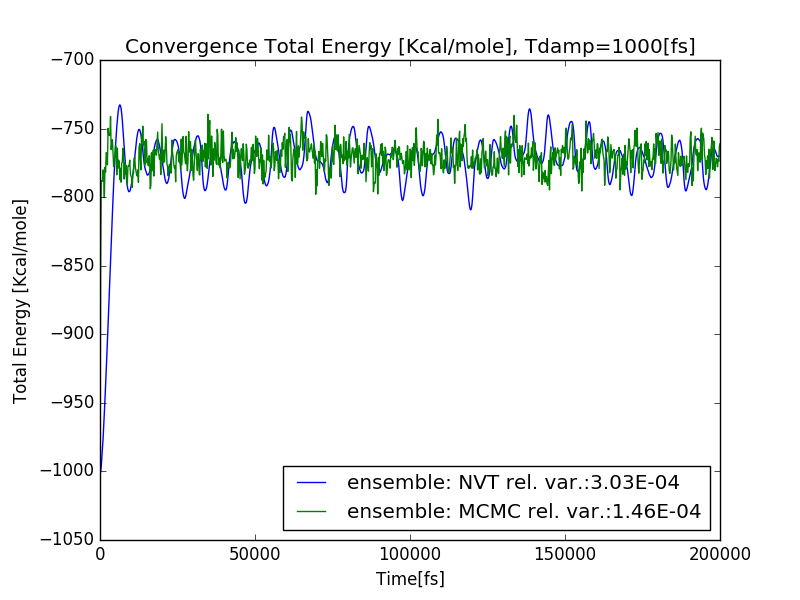 Convergence Total Energy [Kcal/mole], Tdamp=1000[fs]
−700
−750
−800
−850
−900
−950
−1000
−1050
Total Energy [Kcal/mole]
ensemble: NVT rel. var.:3.03E-04
ensemble: MCMC rel. var.:1.46E-04
0 50000 100000 150000 200000
Time[fs]